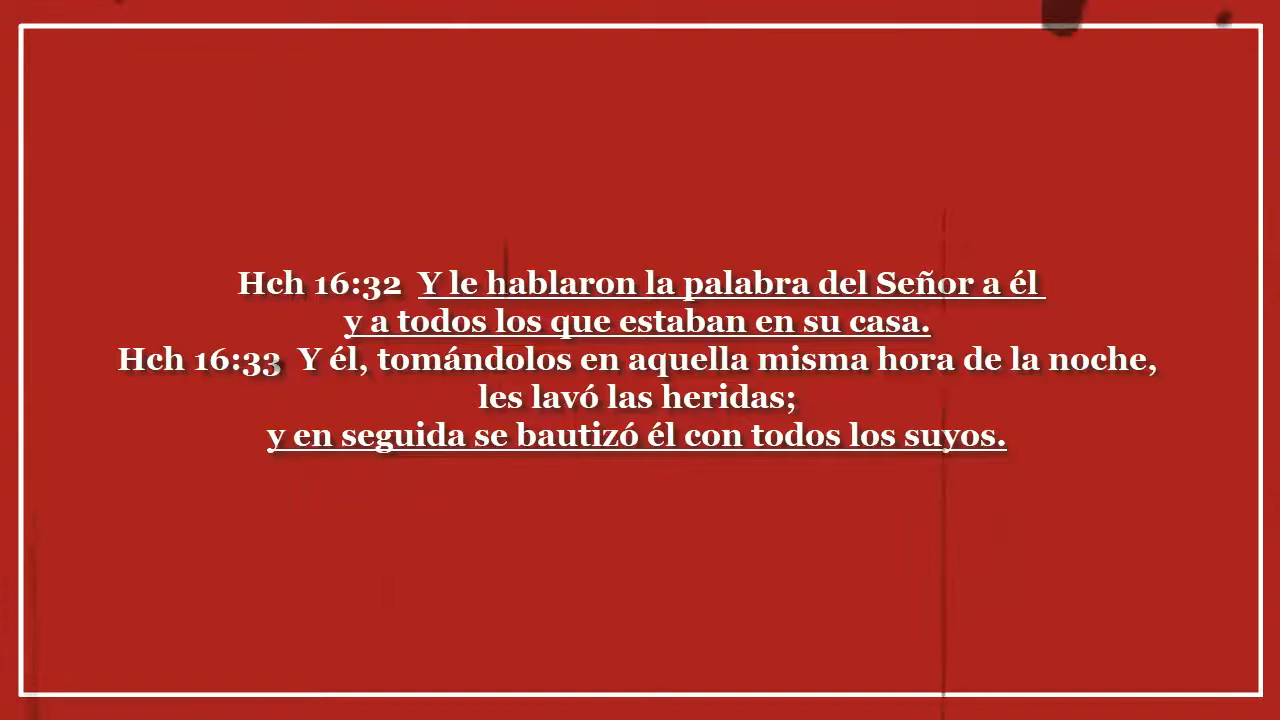 Hch 16:32  Y le hablaron la palabra del Señor a él
y a todos los que estaban en su casa.
Hch 16:33  Y él, tomándolos en aquella misma hora de la noche,
les lavó las heridas;
y en seguida se bautizó él con todos los suyos.